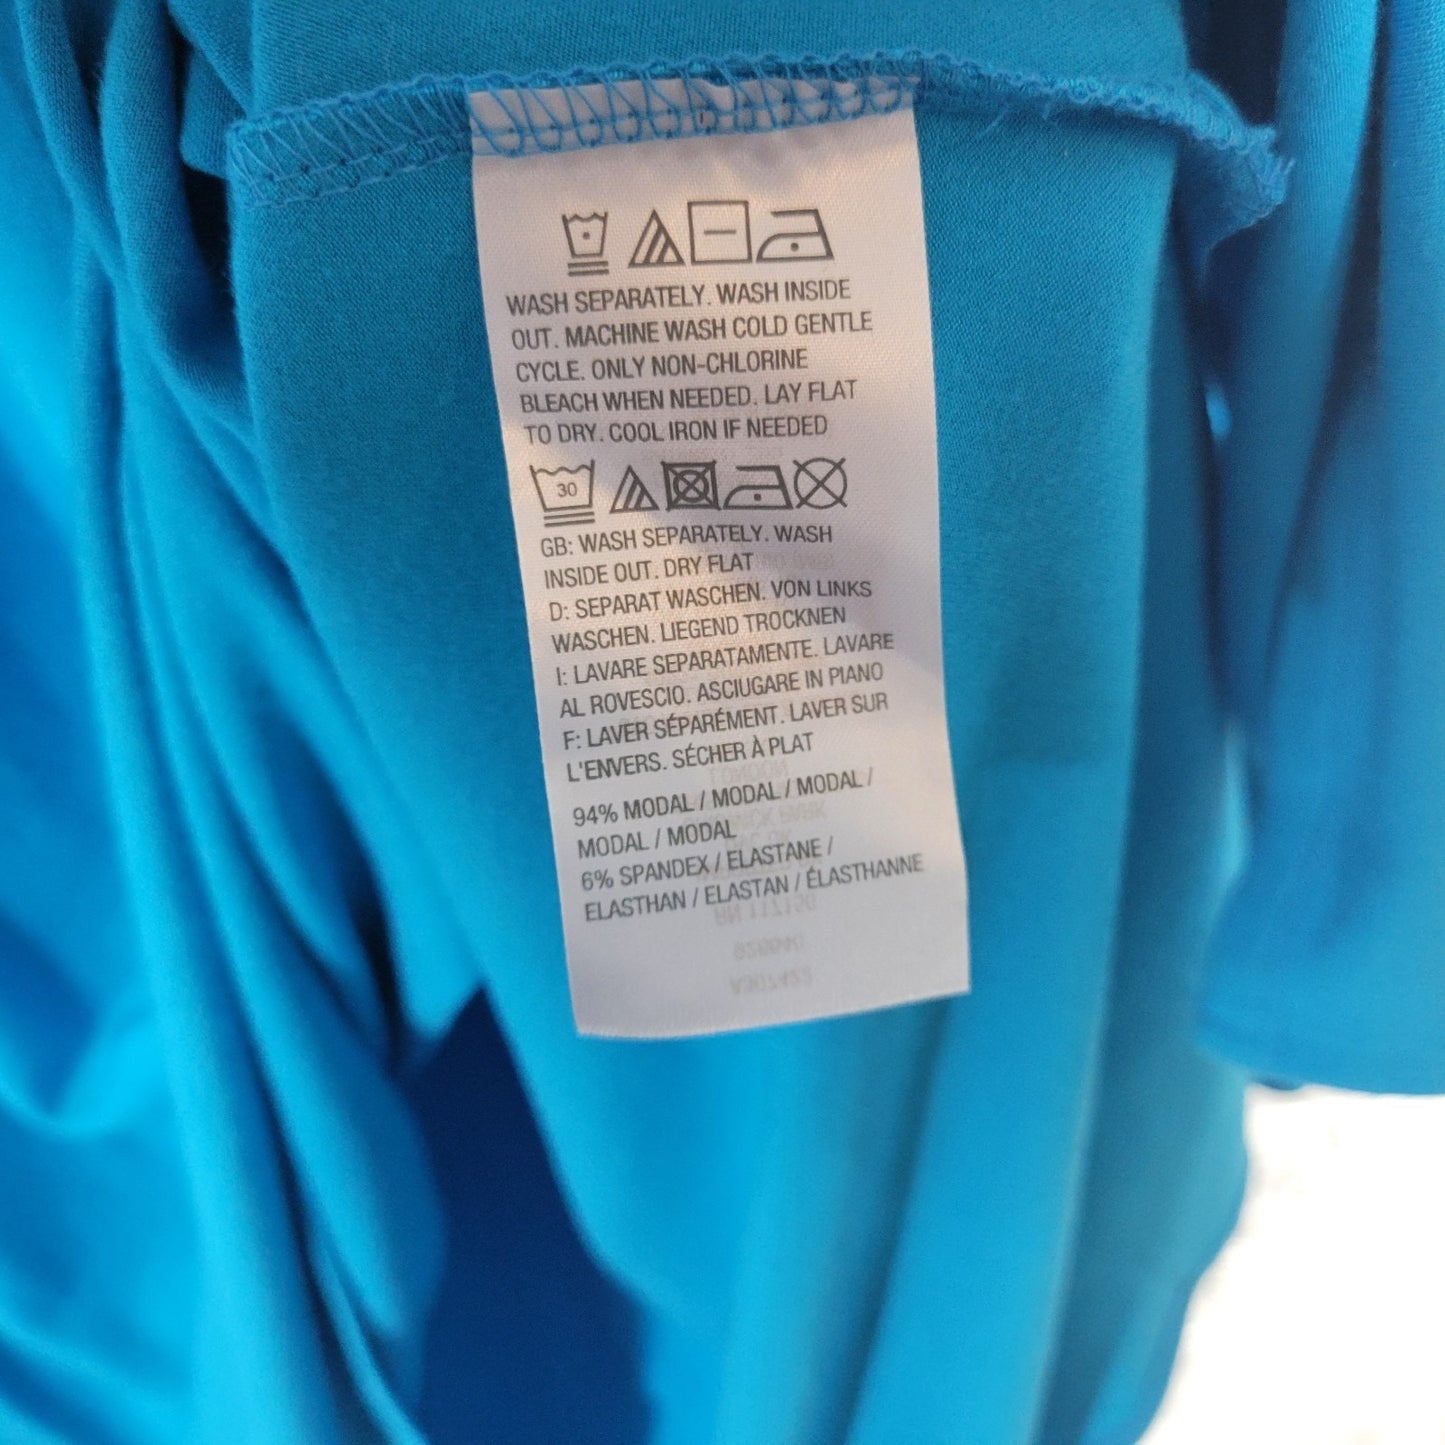 WASH SEPARATELY. WASH INSIDE
OUT. MACHINE WASH COLD GENTLE
CYCLE. ONLY NON-CHLORINE
BLEACH WHEN NEEDED. LAY FLAT
TO DRY. COOL IRON IF NEEDED
30
GB: WASH SEPARATELY. WASH
INSIDE OUT. DRY FLAT
D: SEPARAT WASCHEN. VON LINKS
WASCHEN. LIEGEND TROCKNEN
I: LAVARE SEPARATAMENTE. LAVARE
AL ROVESCIO. ASCIUGARE IN PIANO
F: LAVER SÉPARÉMENT. LAVER SUR
L'ENVERS. SÉCHER À PLAT
94% MODAL / MODAL / MODAL /
MODAL / MODAL
6% SPANDEX / ELASTANE /
ELASTHAN / ELASTAN / ÉLASTHANNE